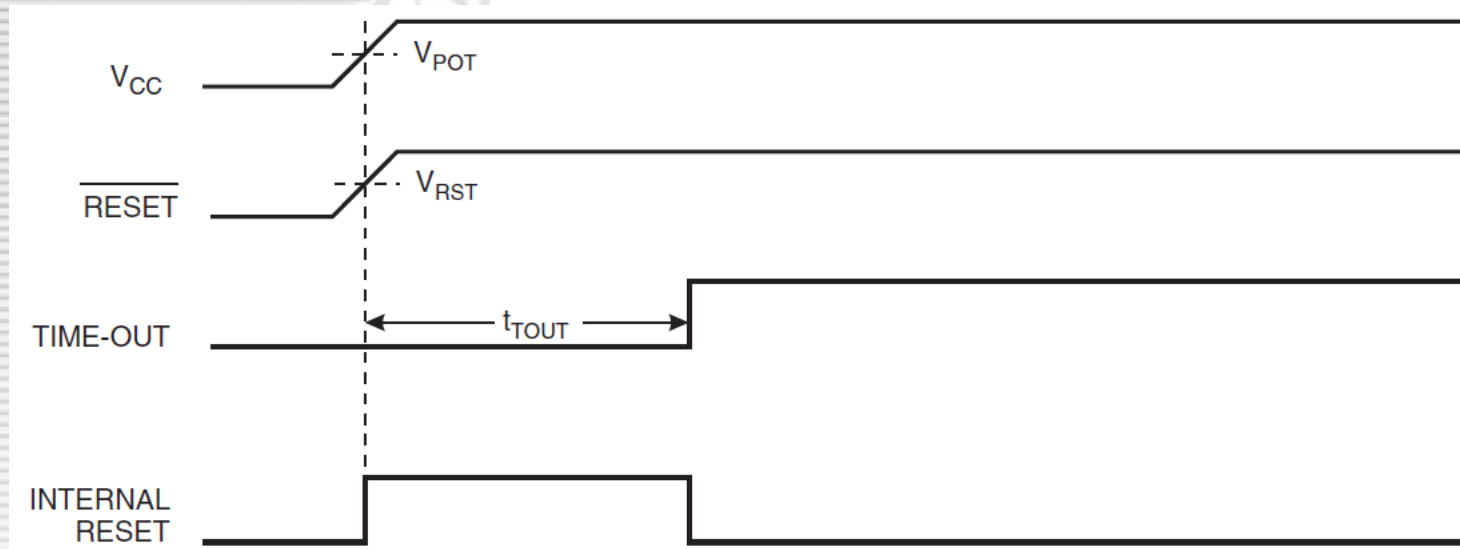 VCC
VPOT
RESET
VRST
TIME-OUT
tTOUT
INTERNAL
RESET